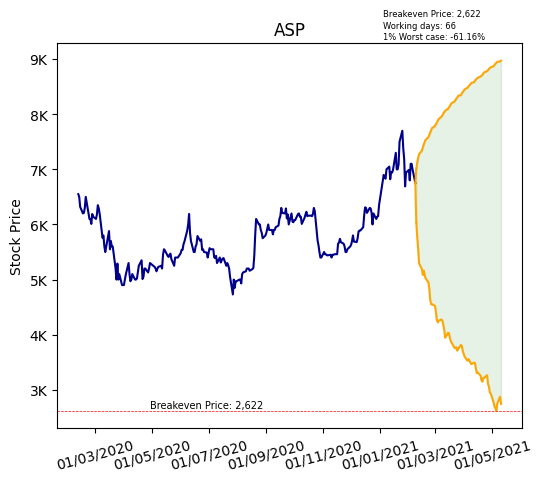 Breakeven Price: 2,622
Working days: 66
1% Worst case: -61.16%
ASP
9K
8K
7K
6K
5K
4K
3K
Stock Price
Breakeven Price: 2,622
01/03/2020
01/05/2020
01/07/2020
01/09/2020
01/11/2020
01/01/2021
01/03/2021
01/05/2021